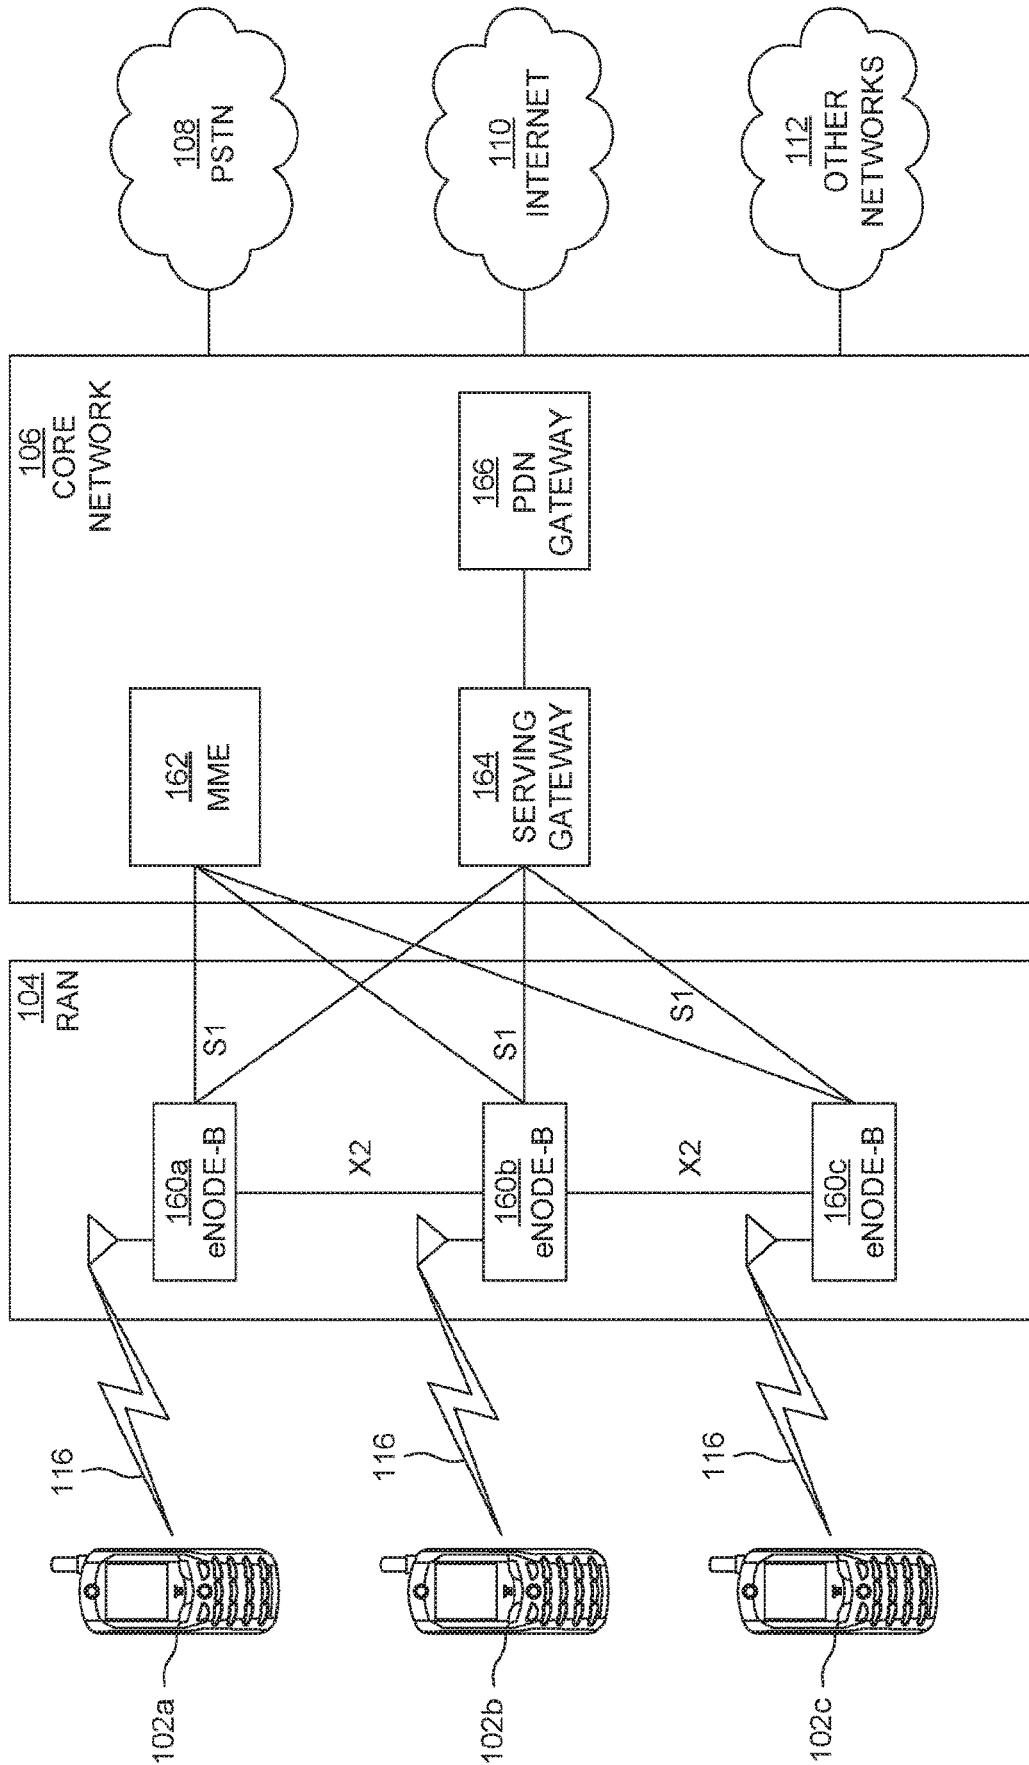 102a
116
160a
eNODE-B
104
RAN
S1
X2
102b
116
160b
eNODE-B
S1
X2
102c
116
160c
eNODE-B
S1
106
CORE
NETWORK
162
MME
164
SERVING
GATEWAY
166
PDN
GATEWAY
108
PSTN
110
INTERNET
112
OTHER
NETWORKS